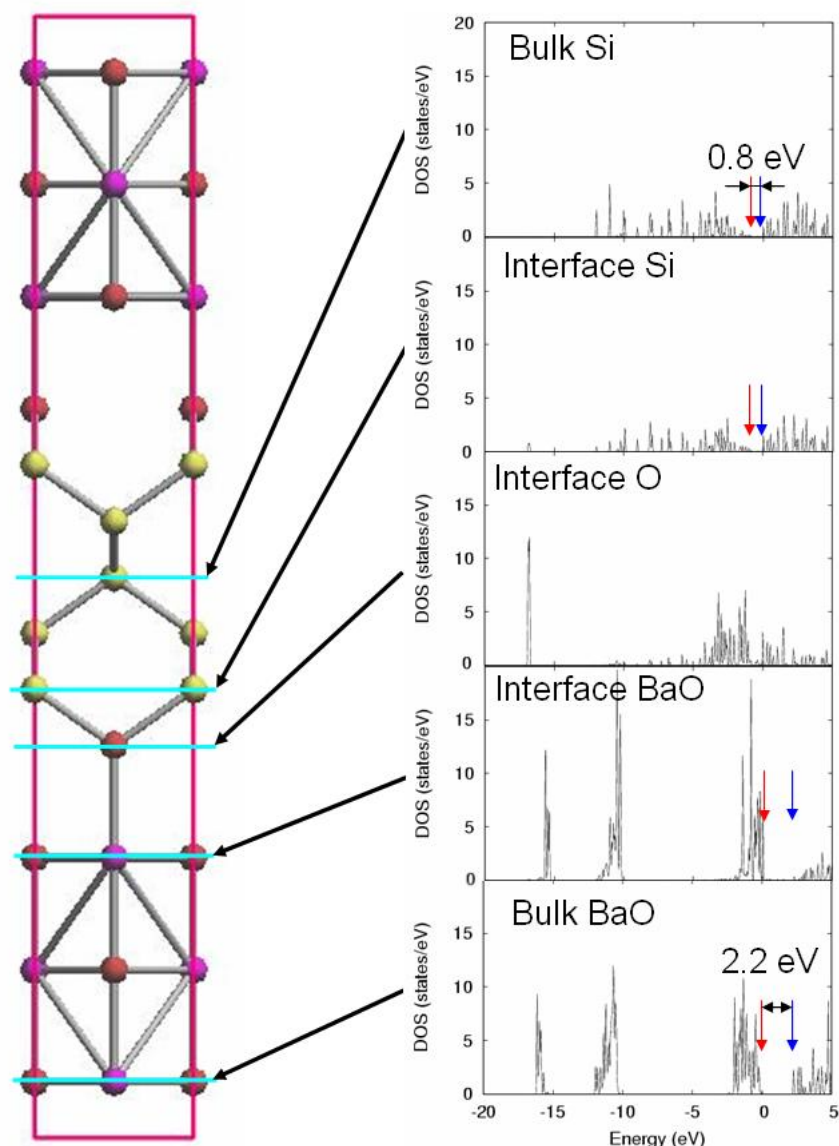 Bulk Si
DOS (states/eV)
20
15
10
5
0
0.8 eV
Interface Si
DOS (states/eV)
15
10
5
0
Interface O
DOS (states/eV)
15
10
5
0
Interface BaO
DOS (states/eV)
15
10
5
0
Bulk BaO
DOS (states/eV)
15
10
5
0
2.2 eV
-20 -15 -10 -5 0 5
Energy (eV)